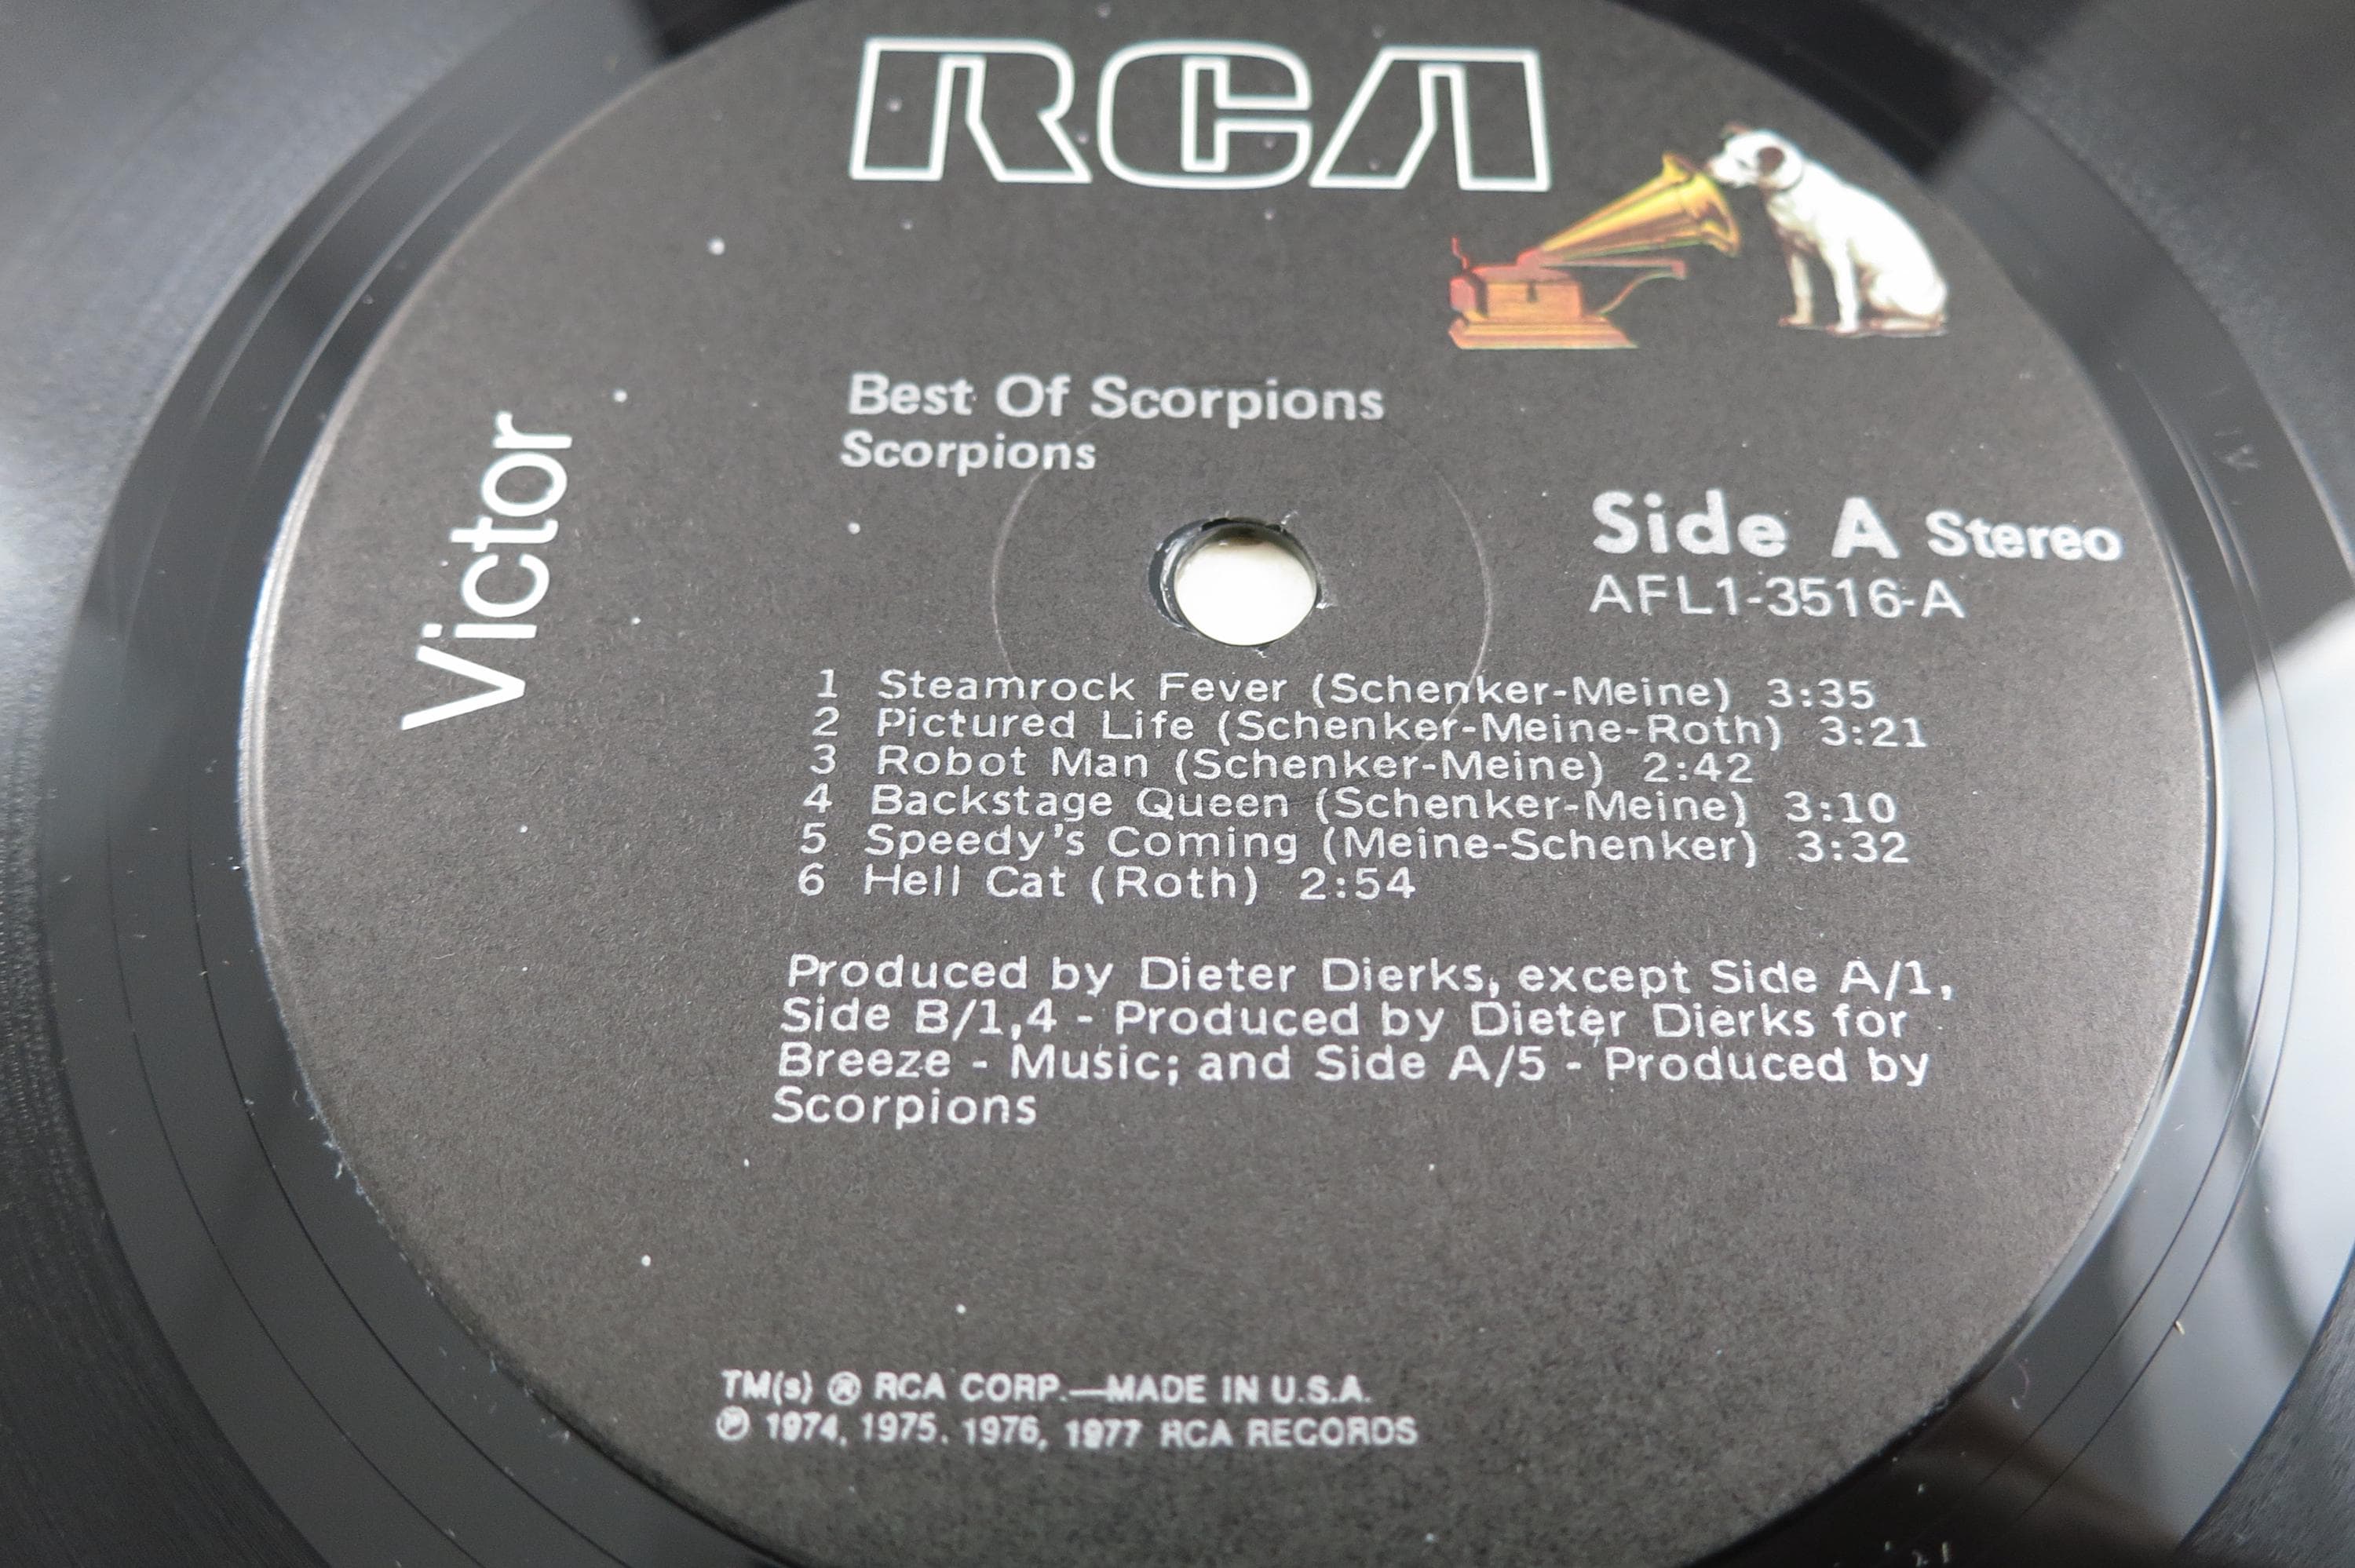 RCA
Victor
Best Of Scorpions
Scorpions
Side A Stereo
AFL1-3516-A
1 Steamrock Fever (Schenker-Meine) 3:35
2 Pictured Life (Schenker-Meine-Roth) 3:21
3 Robot Man (Schenker-Meine) 2:42
4 Backstage Queen (Schenker-Meine) 3:10
5 Speedy's Coming (Meine-Schenker) 3:32
6 Hell Cat (Roth) 2:54
Produced by Dieter Dierks, except Side A/1,
Side B/1,4 - Produced by Dieter Dierks for
Breeze - Music; and Side A/5 - Produced by
Scorpions
TM(s) ® RCA CORP.—MADE IN U.S.A.
℗ 1974, 1975, 1976, 1977 RCA RECORDS